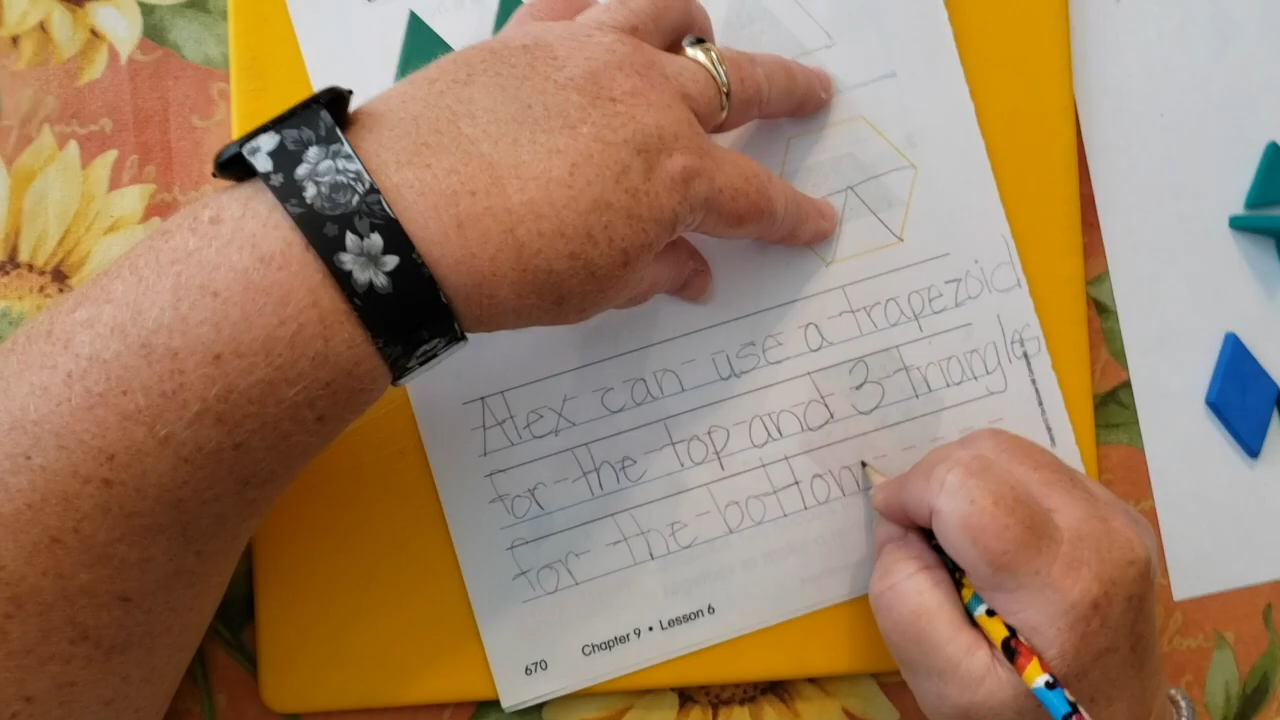 Alex can use a trapezoid
for the top and 3 triangles
for the bottom
670
Chapter 9 • Lesson 6